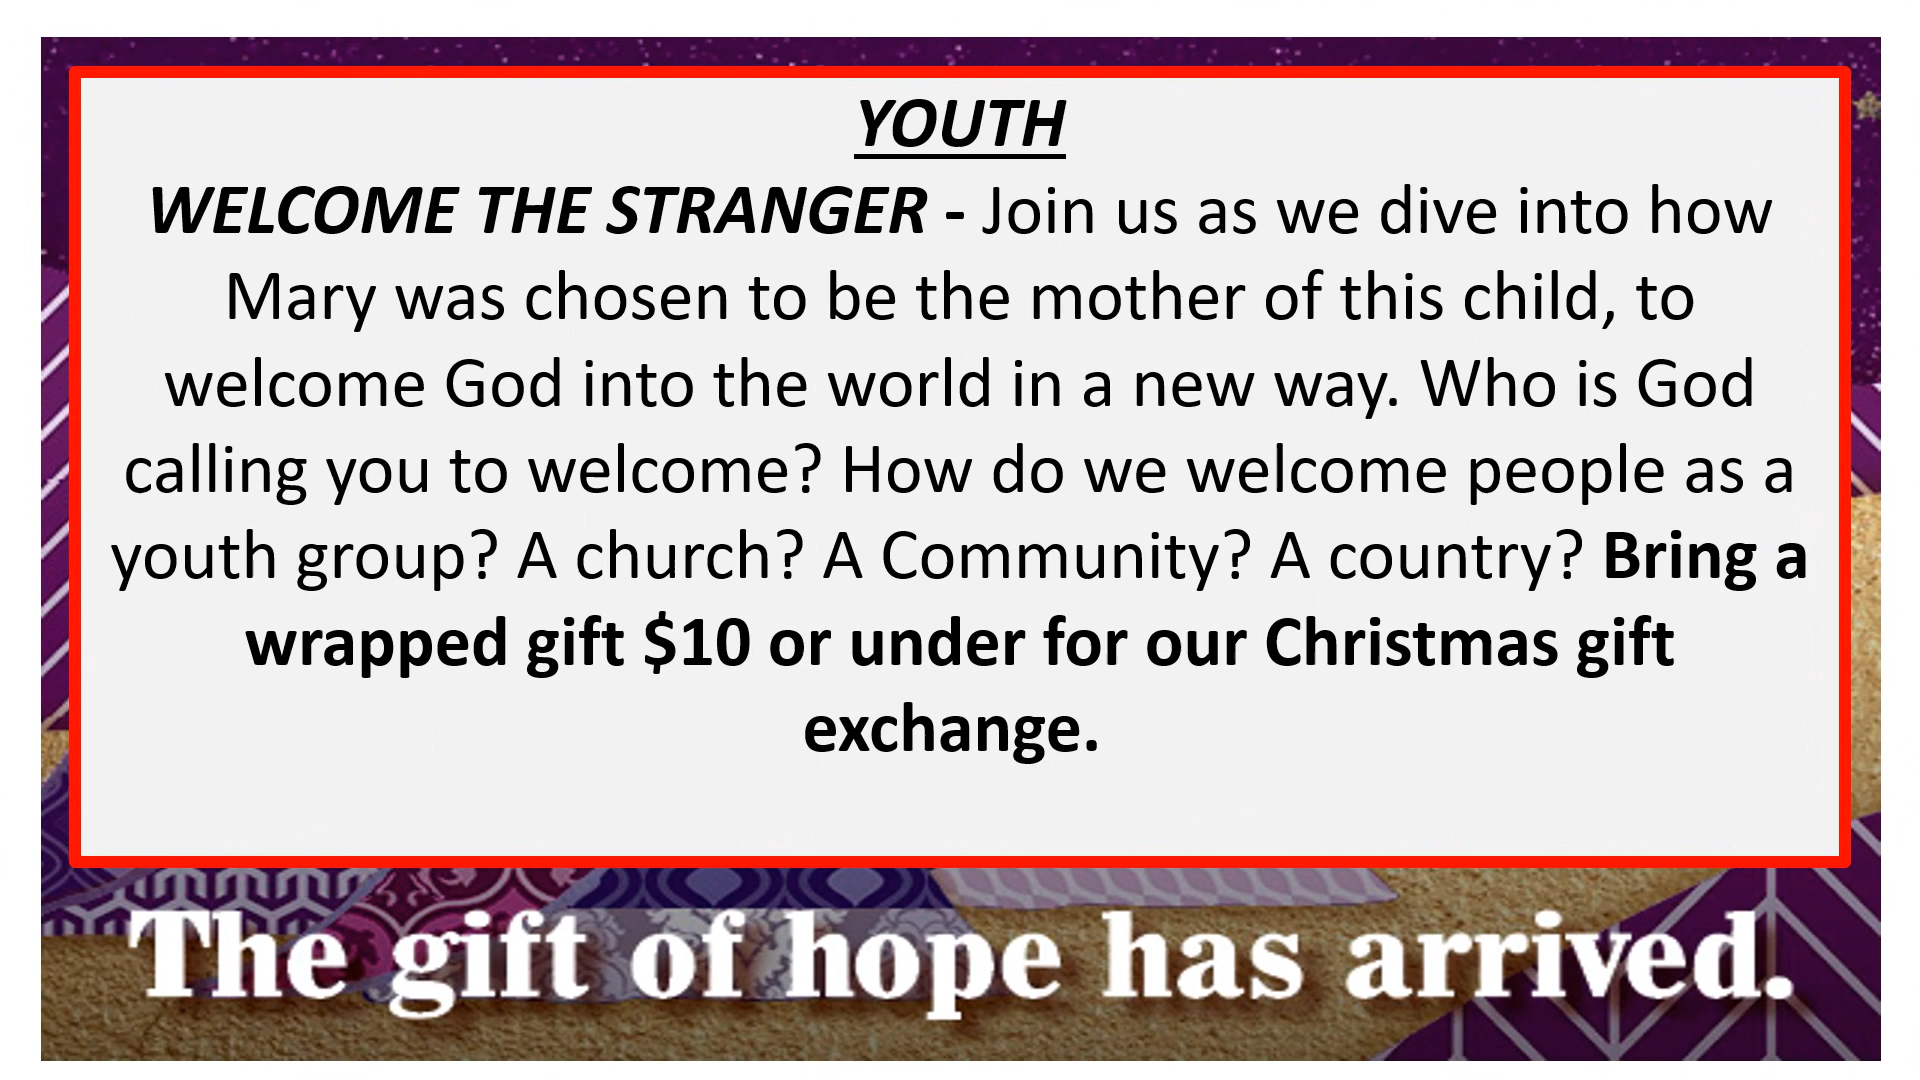 YOUTH
WELCOME THE STRANGER - Join us as we dive into how
Mary was chosen to be the mother of this child, to
welcome God into the world in a new way. Who is God
calling you to welcome? How do we welcome people as a
youth group? A church? A Community? A country? Bring a
wrapped gift $10 or under for our Christmas gift
exchange.
The gift of hope has arrived.